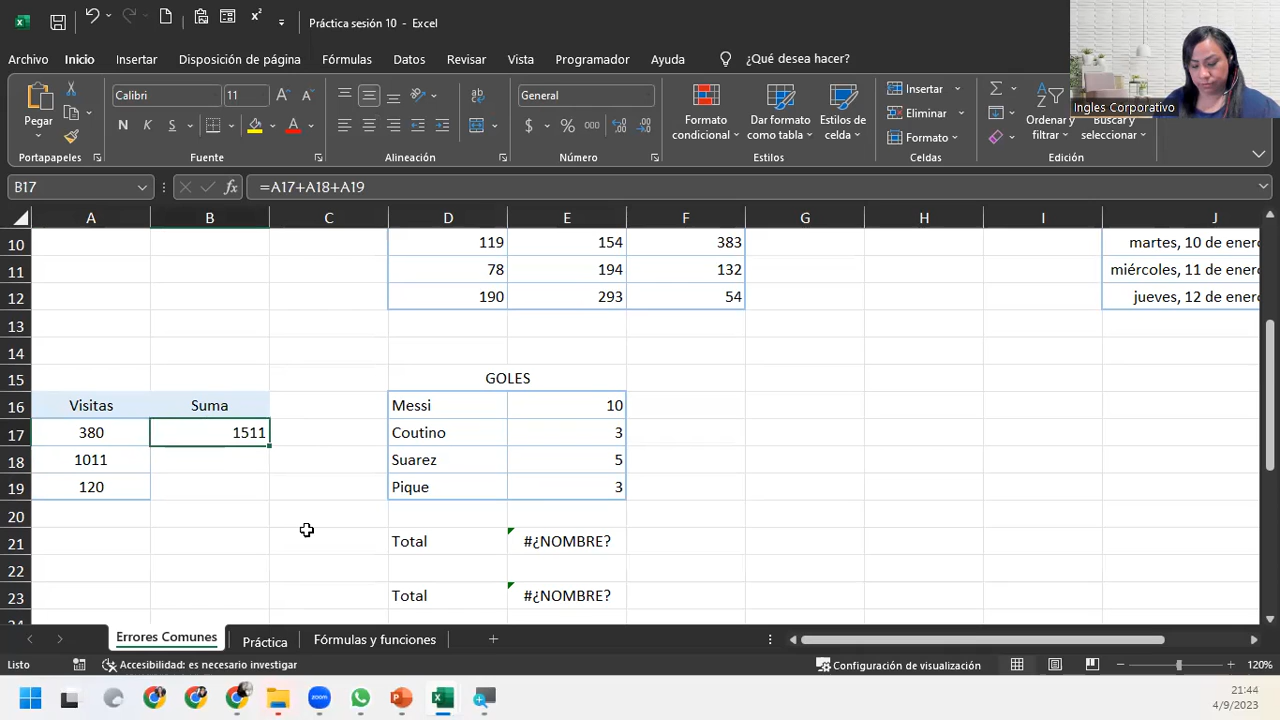 Práctica sesión 10 - Excel
Archivo Inicio Insertar Disposición de página Fórmulas Revisar Vista Programador Ayuda ¿Qué desea hacer?
Ingles Corporativo
Pegar
Calibri 11
General
Formato condicional
Dar formato como tabla
Estilos de celda
Insertar
Eliminar
Formato
Ordenar y filtrar
Buscar y seleccionar
Portapapeles Fuente Alineación Número Estilos Celdas Edición
B17 fx =A17+A18+A19
A B C D E F G H I J
10 119 154 383 martes, 10 de enero
11 78 194 132 miércoles, 11 de enero
12 190 293 54 jueves, 12 de enero
13
14
15 GOLES
16 Visitas Suma Messi 10
17 380 1511 Coutino 3
18 1011 Suarez 5
19 120 Pique 3
20
21 Total #¿NOMBRE?
22
23 Total #¿NOMBRE?
Errores Comunes Práctica Fórmulas y funciones
Listo Accesibilidad: es necesario investigar Configuración de visualización 120%
zoom
21:44
4/9/2023